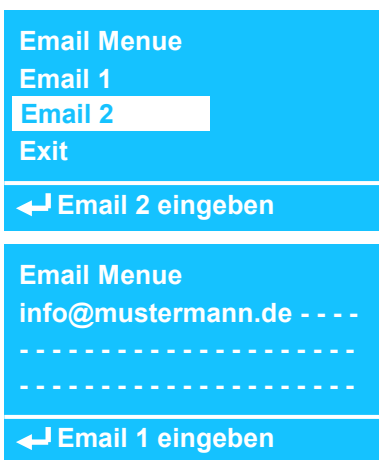 Email Menue
Email 1
Email 2
Exit
Email 2 eingeben
Email Menue
info@mustermann.de - - - -
- - - - - - - - - - - - - - - - - - - - -
- - - - - - - - - - - - - - - - - - - - -
Email 1 eingeben